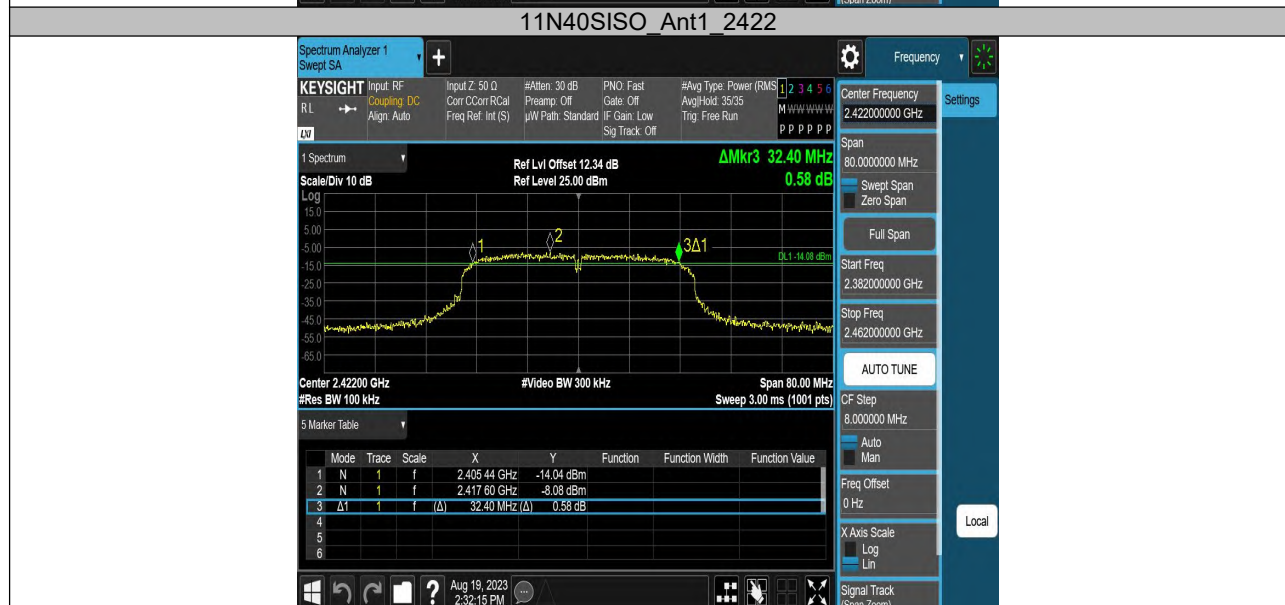 (Span Zoom)
11N40SISO_Ant1_2422
Spectrum Analyzer 1
Swept SA
+
Frequency
KEYSIGHT
RL
LXI
Input: RF
Coupling: DC
Align: Auto
Input Z: 50 Ω
Corr CCorr RCal
Freq Ref: Int (S)
#Atten: 30 dB
Preamp: Off
µW Path: Standard
PNO: Fast
Gate: Off
IF Gain: Low
Sig Track: Off
#Avg Type: Power (RMS
Avg|Hold: 35/35
Trig: Free Run
1 2 3 4 5 6
M W W W W W
P P P P P P
Center Frequency
2.422000000 GHz
Settings
Span
80.0000000 MHz
Swept Span
Zero Span
Full Span
Start Freq
2.382000000 GHz
Stop Freq
2.462000000 GHz
AUTO TUNE
CF Step
8.000000 MHz
Auto
Man
Freq Offset
0 Hz
X Axis Scale
Log
Lin
Signal Track
(Span Zoom)
Local
1 Spectrum
Scale/Div 10 dB
Ref Lvl Offset 12.34 dB
Ref Level 25.00 dBm
ΔMkr3 32.40 MHz
0.58 dB
Log
15.0
5.00
-5.00
-15.0
-25.0
-35.0
-45.0
-55.0
-65.0
1
2
3Δ1
DL1 -14.08 dBm
Center 2.42200 GHz
#Res BW 100 kHz
#Video BW 300 kHz
Span 80.00 MHz
Sweep 3.00 ms (1001 pts)
5 Marker Table
Mode Trace Scale X Y Function Function Width Function Value
1 N 1 f 2.405 44 GHz -14.04 dBm
2 N 1 f 2.417 60 GHz -8.08 dBm
3 Δ1 1 f (Δ) 32.40 MHz (Δ) 0.58 dB
4
5
6
?
Aug 19, 2023
2:32:15 PM